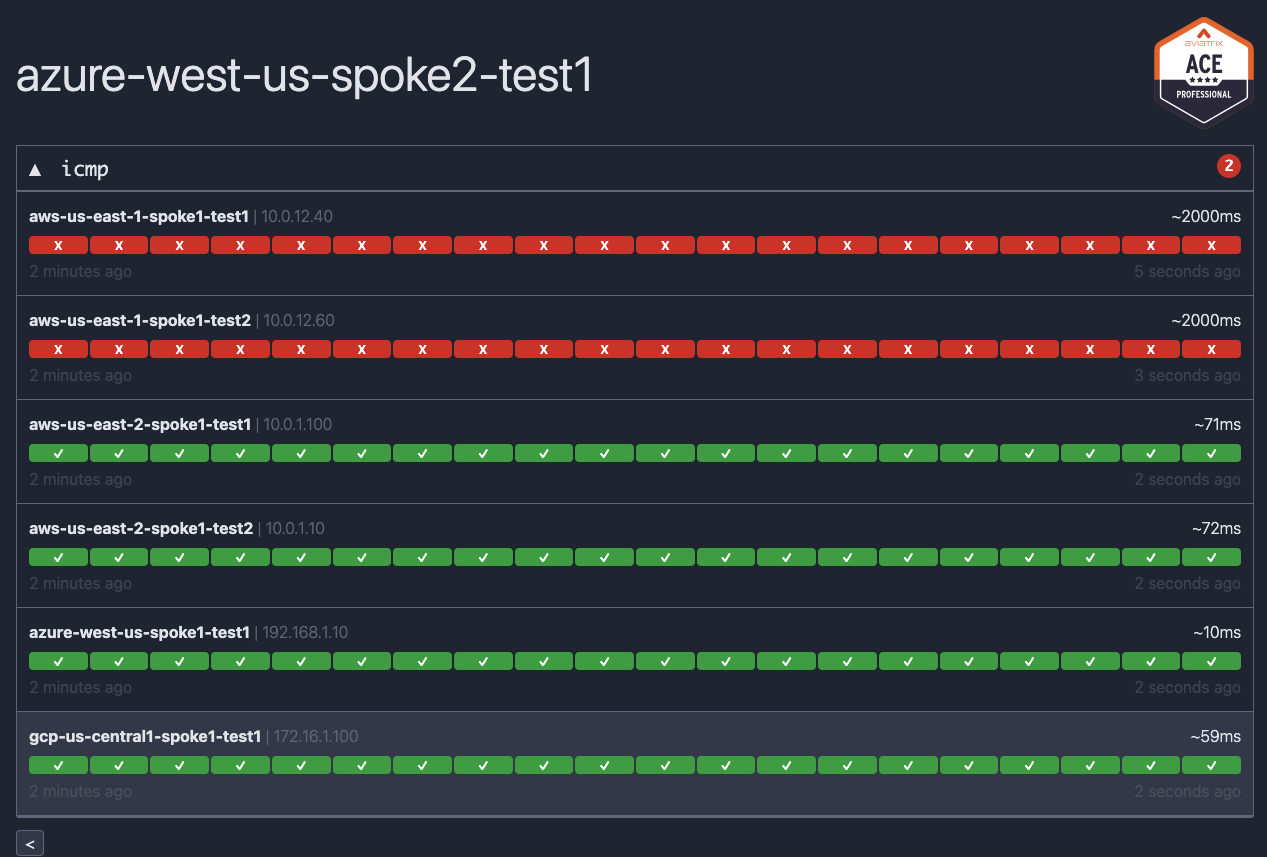 aviatrix
ACE
PROFESSIONAL
azure-west-us-spoke2-test1
▲ icmp 2
aws-us-east-1-spoke1-test1 | 10.0.12.40 ~2000ms
X X X X X X X X X X X X X X X X X X X X
2 minutes ago 5 seconds ago
aws-us-east-1-spoke1-test2 | 10.0.12.60 ~2000ms
X X X X X X X X X X X X X X X X X X X X
2 minutes ago 3 seconds ago
aws-us-east-2-spoke1-test1 | 10.0.1.100 ~71ms
✓ ✓ ✓ ✓ ✓ ✓ ✓ ✓ ✓ ✓ ✓ ✓ ✓ ✓ ✓ ✓ ✓ ✓ ✓ ✓
2 minutes ago 2 seconds ago
aws-us-east-2-spoke1-test2 | 10.0.1.10 ~72ms
✓ ✓ ✓ ✓ ✓ ✓ ✓ ✓ ✓ ✓ ✓ ✓ ✓ ✓ ✓ ✓ ✓ ✓ ✓ ✓
2 minutes ago 2 seconds ago
azure-west-us-spoke1-test1 | 192.168.1.10 ~10ms
✓ ✓ ✓ ✓ ✓ ✓ ✓ ✓ ✓ ✓ ✓ ✓ ✓ ✓ ✓ ✓ ✓ ✓ ✓ ✓
2 minutes ago 2 seconds ago
gcp-us-central1-spoke1-test1 | 172.16.1.100 ~59ms
✓ ✓ ✓ ✓ ✓ ✓ ✓ ✓ ✓ ✓ ✓ ✓ ✓ ✓ ✓ ✓ ✓ ✓ ✓ ✓
2 minutes ago 2 seconds ago
<